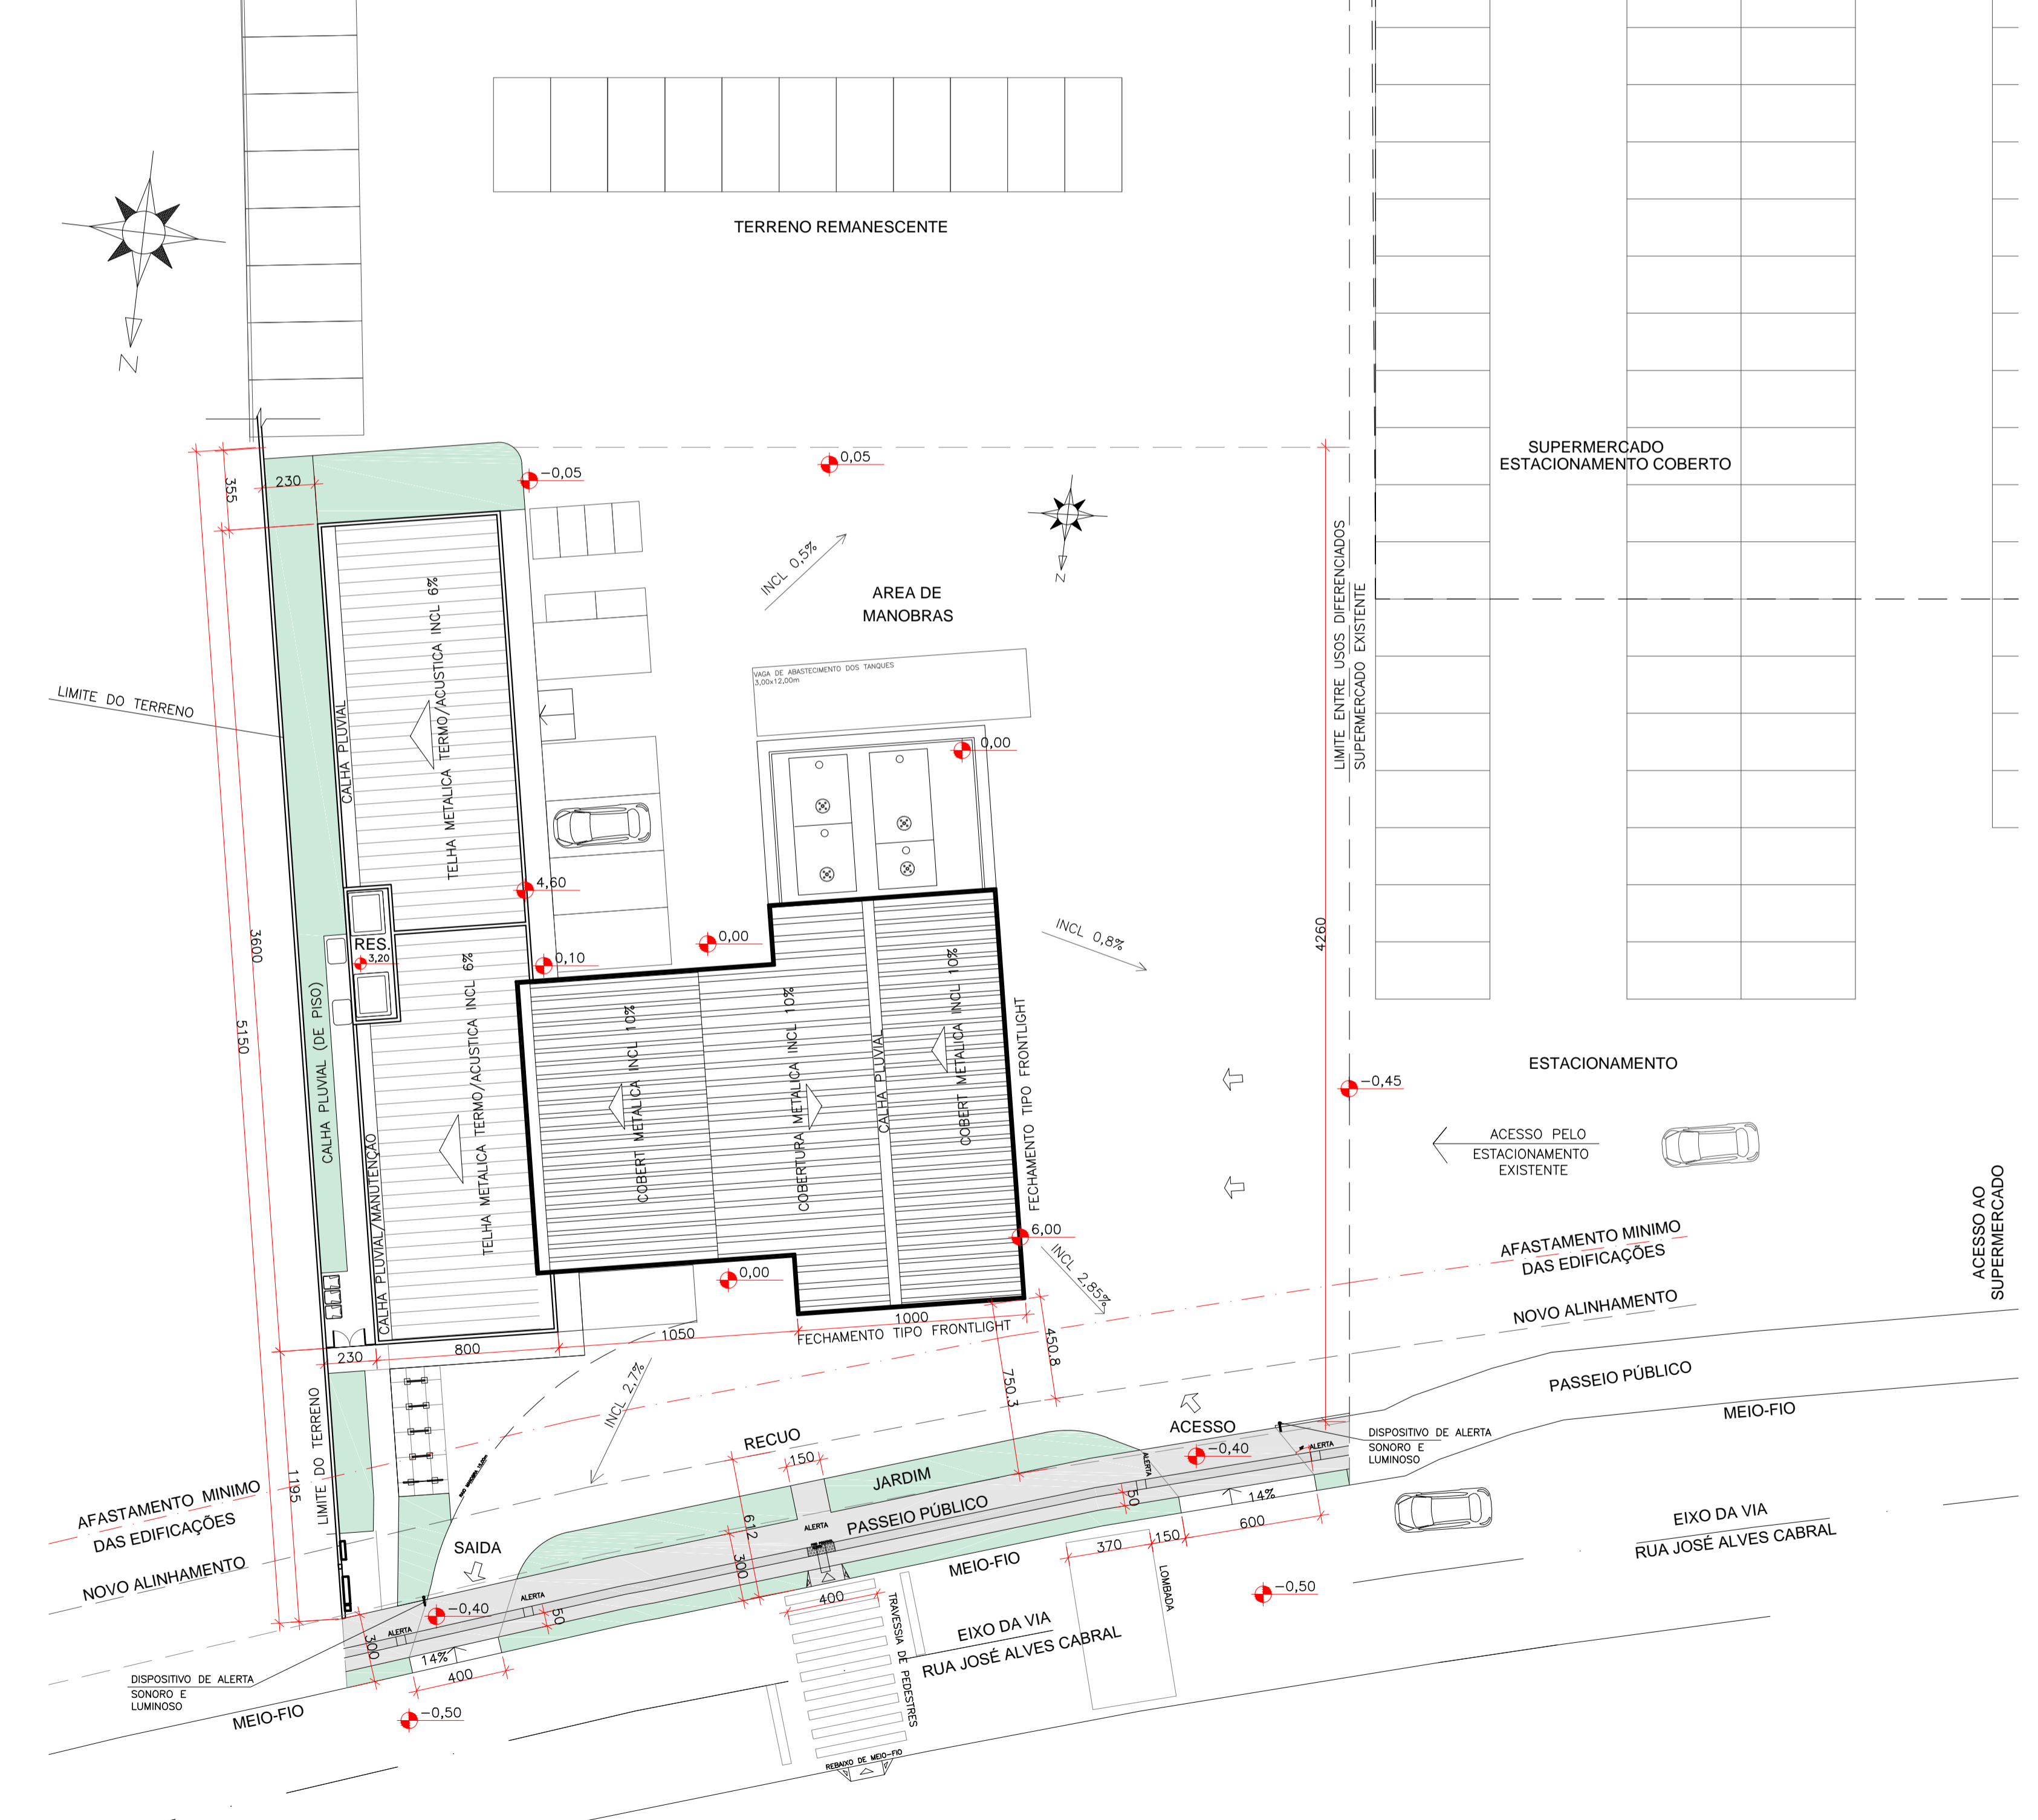 TERRENO REMANESCENTE
N
SUPERMERCADO
ESTACIONAMENTO COBERTO
355
230
-0,05
0,05
INCL 0,5%
N
AREA DE
MANOBRAS
LIMITE ENTRE USOS DIFERENCIADOS
SUPERMERCADO EXISTENTE
TELHA METALICA TERMO/ACUSTICA INCL 6%
CALHA PLUVIAL
LIMITE DO TERRENO
VAGA DE ABASTECIMENTO DOS TANQUES
3,00x12,00m
0,00
4,60
3600
RES.
3,20
0,00
0,10
INCL 0,8%
4260
5150
CALHA PLUVIAL (DE PISO)
CALHA PLUVIAL/MANUTENÇÃO
TELHA METALICA TERMO/ACUSTICA INCL 6%
COBERT METALICA INCL 10%
COBERTURA METALICA INCL 10%
CALHA PLUVIAL
COBERT METALICA INCL 10%
FECHAMENTO TIPO FRONTLIGHT
ESTACIONAMENTO
-0,45
ACESSO PELO
ESTACIONAMENTO
EXISTENTE
ACESSO AO
SUPERMERCADO
6,00
INCL 2,85%
0,00
AFASTAMENTO MINIMO
DAS EDIFICAÇÕES
NOVO ALINHAMENTO
1000
FECHAMENTO TIPO FRONTLIGHT
1050
800
230
450.8
750.3
INCL 2,7%
PASSEIO PÚBLICO
MEIO-FIO
LIMITE DO TERRENO
1195
RECUO
150
ACESSO
-0,40
DISPOSITIVO DE ALERTA
SONORO E
LUMINOSO
ALERTA
ALERTA
JARDIM
PASSEIO PÚBLICO
ALERTA
612
300
50
14%
600
150
370
LOMBADA
EIXO DA VIA
RUA JOSÉ ALVES CABRAL
AFASTAMENTO MINIMO
DAS EDIFICAÇÕES
NOVO ALINHAMENTO
SAIDA
-0,40
ALERTA
ALERTA
50
300
14%
400
MEIO-FIO
400
TRAVESSIA DE PEDESTRES
-0,50
EIXO DA VIA
RUA JOSÉ ALVES CABRAL
DISPOSITIVO DE ALERTA
SONORO E
LUMINOSO
MEIO-FIO
-0,50
REBAIXO DE MEIO-FIO